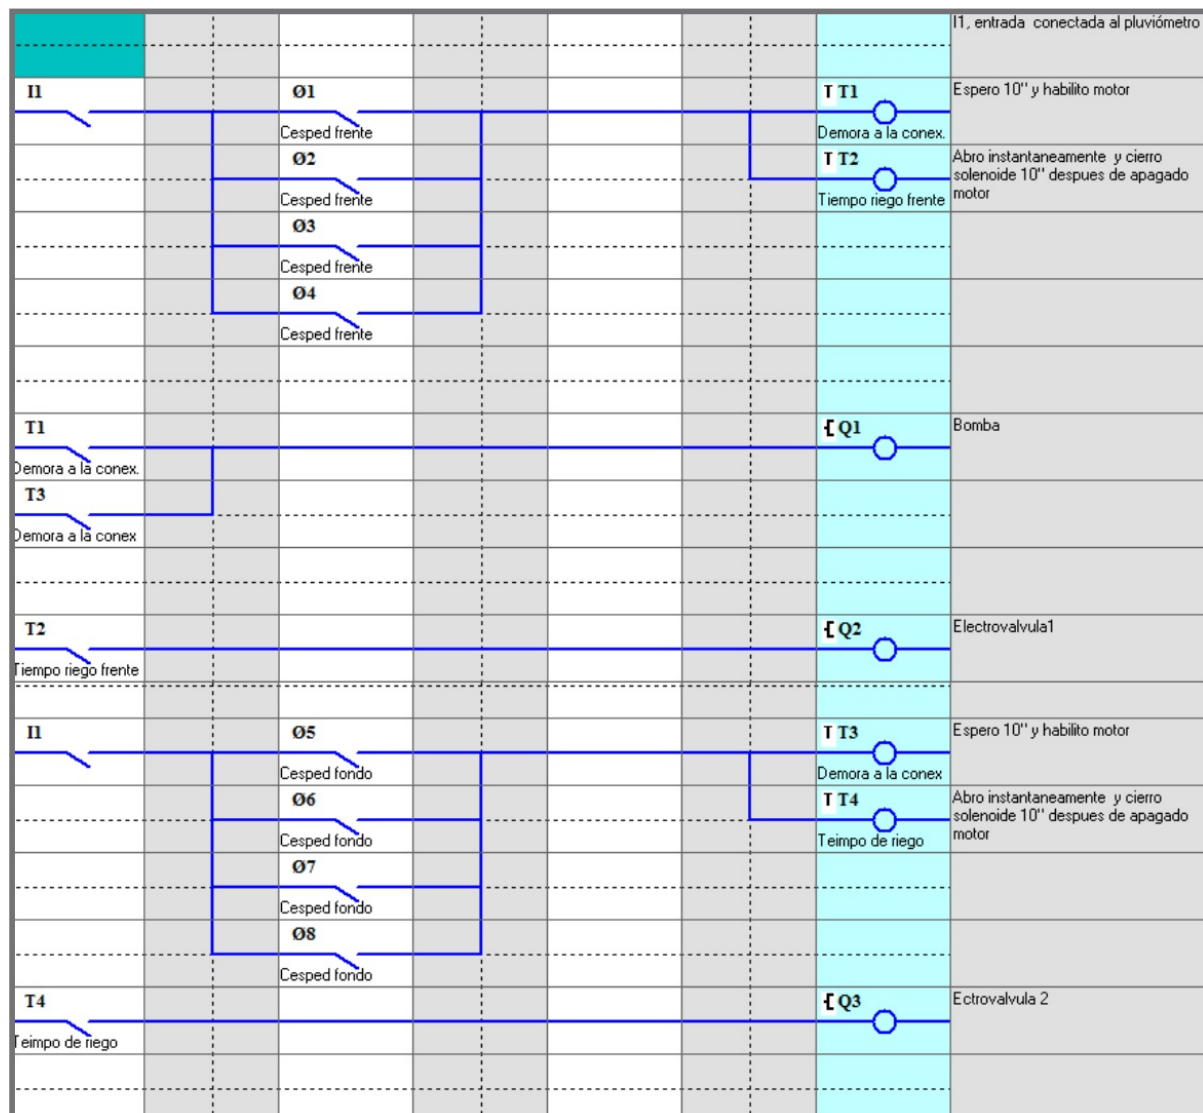 I1, entrada conectada al pluviómetro
I1
Ø1
T T1
Espero 10" y habilito motor
Cesped frente
Demora a la conex.
Ø2
T T2
Abro instantaneamente y cierro
solenoide 10" despues de apagado
motor
Cesped frente
Tiempo riego frente
Ø3
Cesped frente
Ø4
Cesped frente
T1
{ Q1
Bomba
Demora a la conex.
T3
Demora a la conex
T2
{ Q2
Electrovalvula1
Tiempo riego frente
I1
Ø5
T T3
Espero 10" y habilito motor
Cesped fondo
Demora a la conex
Ø6
T T4
Abro instantaneamente y cierro
solenoide 10" despues de apagado
motor
Cesped fondo
Teimpo de riego
Ø7
Cesped fondo
Ø8
Cesped fondo
T4
{ Q3
Ectrovalvula 2
Teimpo de riego